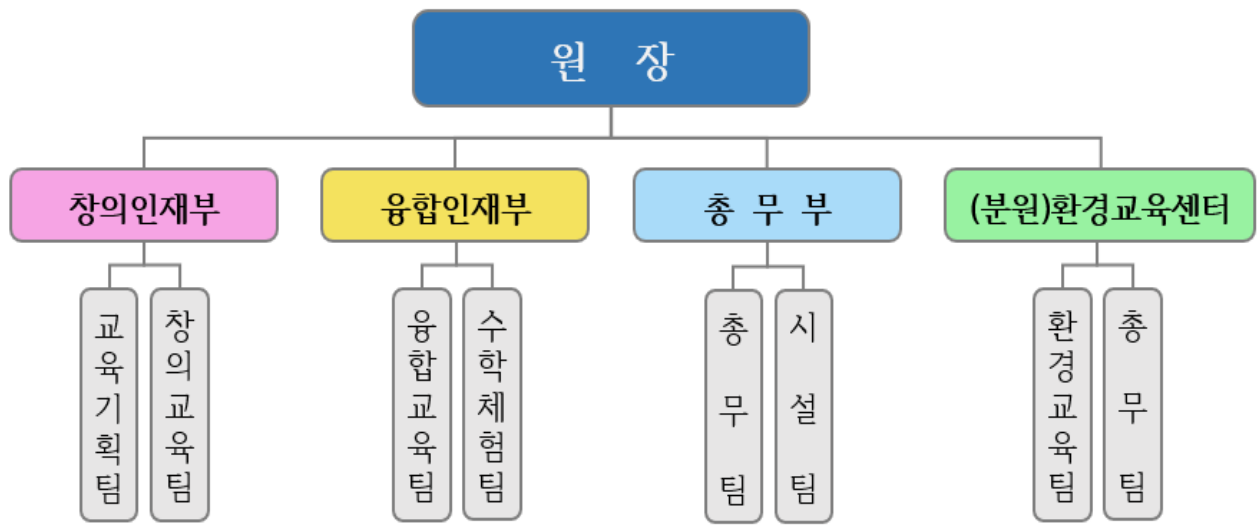 원 장
창의인재부
융합인재부
총 무 부
(분원)환경교육센터
교육기획팀
창의교육팀
융합교육팀
수학체험팀
총무팀
시설팀
환경교육팀
총무팀